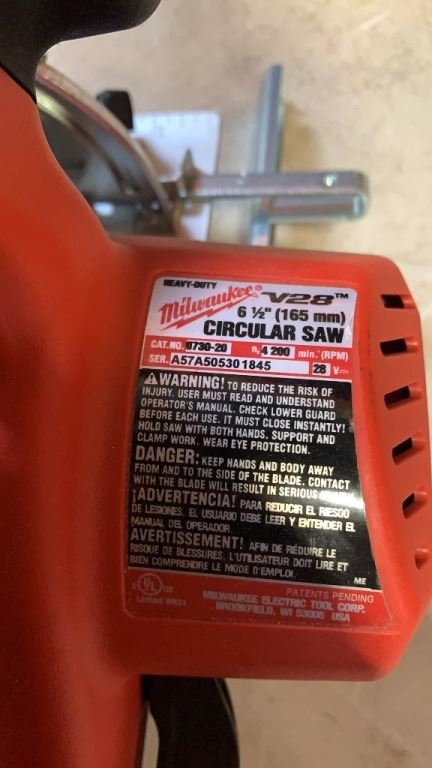 HEAVY-DUTY
Milwaukee® V28™
6 ½" (165 mm)
CIRCULAR SAW
CAT.NO. 0730-20 n₀ 4 200 min.⁻(RPM)
SER. A57A505301845 28 V
WARNING! TO REDUCE THE RISK OF
INJURY. USER MUST READ AND UNDERSTAND
OPERATOR'S MANUAL. CHECK LOWER GUARD
BEFORE EACH USE. IT MUST CLOSE INSTANTLY!
HOLD SAW WITH BOTH HANDS. SUPPORT AND
CLAMP WORK. WEAR EYE PROTECTION.
DANGER: KEEP HANDS AND BODY AWAY
FROM AND TO THE SIDE OF THE BLADE. CONTACT
WITH THE BLADE WILL RESULT IN SERIOUS
¡ADVERTENCIA! PARA REDUCIR EL RIESGO
DE LESIONES. EL USUARIO DEBE LEER Y ENTENDER EL
MANUAL DEL OPERADOR.
AVERTISSEMENT! AFIN DE RÉDUIRE LE
RISQUE DE BLESSURES. L'UTILISATEUR DOIT LIRE ET
BIEN COMPRENDRE LE MODE D'EMPLOI.
ME
PATENTS PENDING
C UL US
Listed
MILWAUKEE ELECTRIC TOOL CORP.
BROOKFIELD, WI 53005 USA